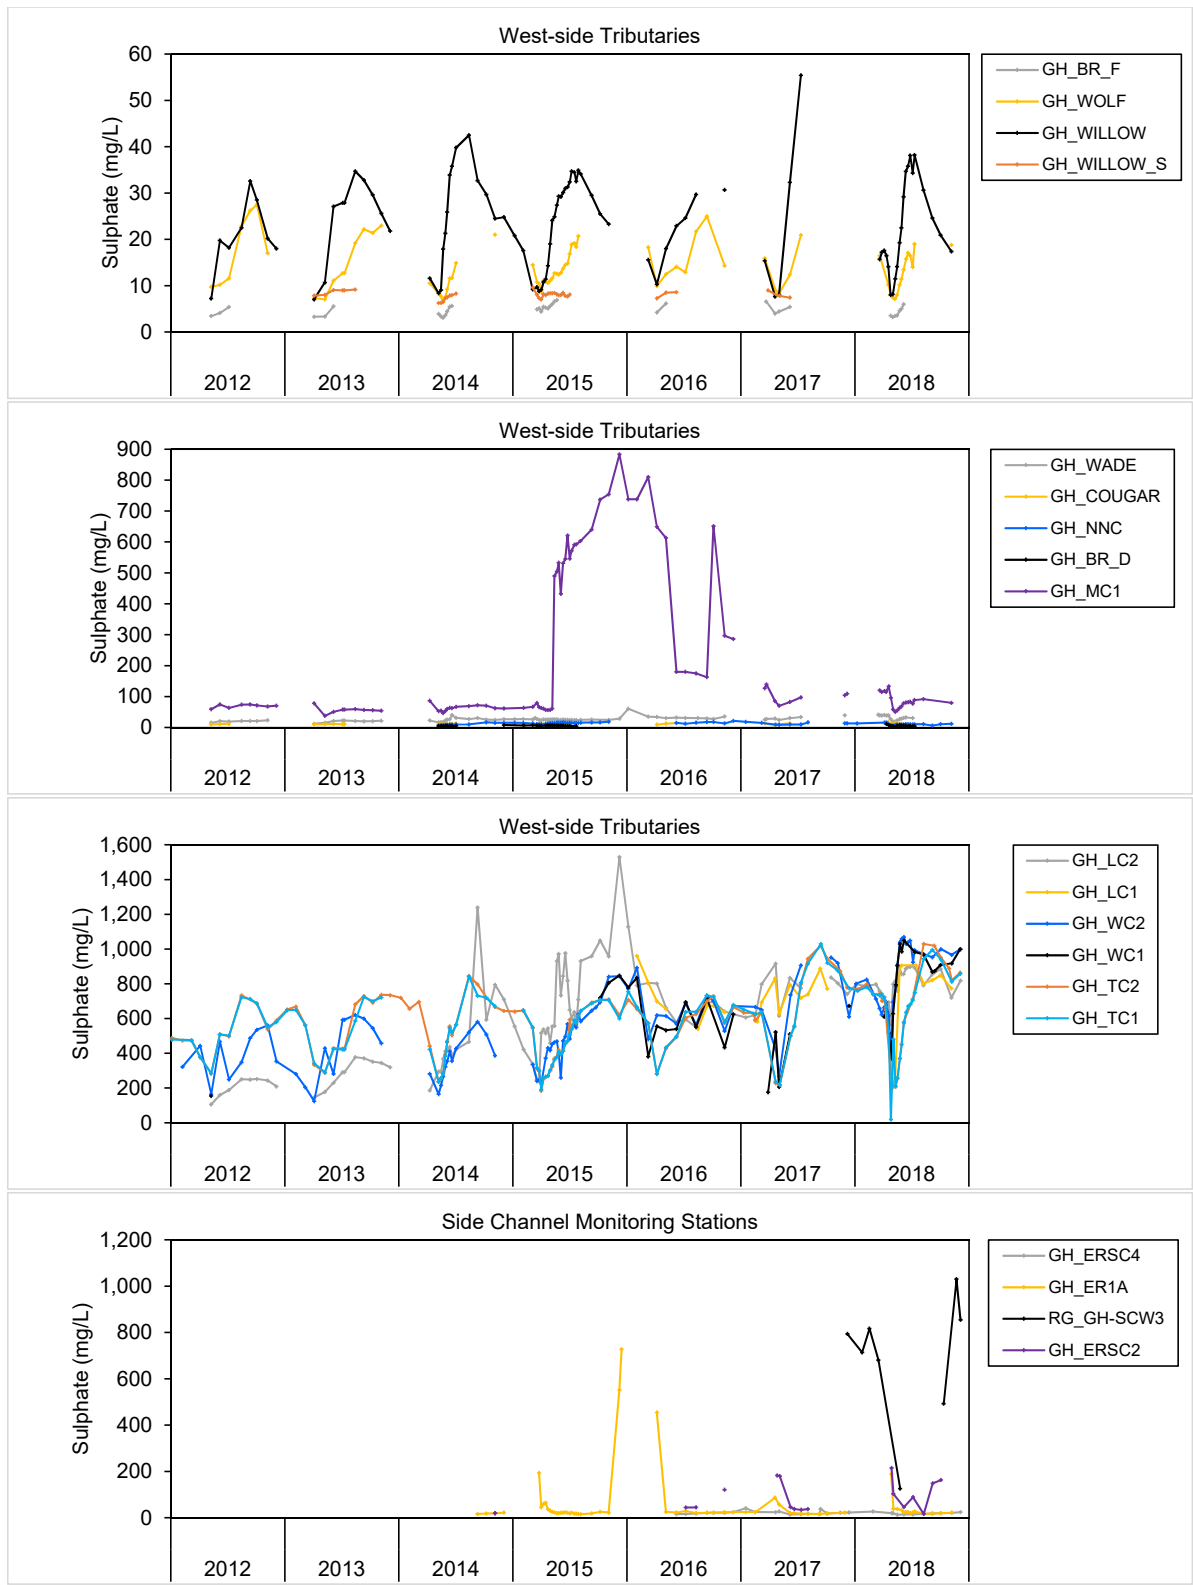 West-side Tributaries
60
50
40
30
20
10
0
Sulphate (mg/L)
2012 2013 2014 2015 2016 2017 2018
GH_BR_F
GH_WOLF
GH_WILLOW
GH_WILLOW_S
West-side Tributaries
900
800
700
600
500
400
300
200
100
0
Sulphate (mg/L)
2012 2013 2014 2015 2016 2017 2018
GH_WADE
GH_COUGAR
GH_NNC
GH_BR_D
GH_MC1
West-side Tributaries
1,600
1,400
1,200
1,000
800
600
400
200
0
Sulphate (mg/L)
2012 2013 2014 2015 2016 2017 2018
GH_LC2
GH_LC1
GH_WC2
GH_WC1
GH_TC2
GH_TC1
Side Channel Monitoring Stations
1,200
1,000
800
600
400
200
0
Sulphate (mg/L)
2012 2013 2014 2015 2016 2017 2018
GH_ERSC4
GH_ER1A
RG_GH-SCW3
GH_ERSC2